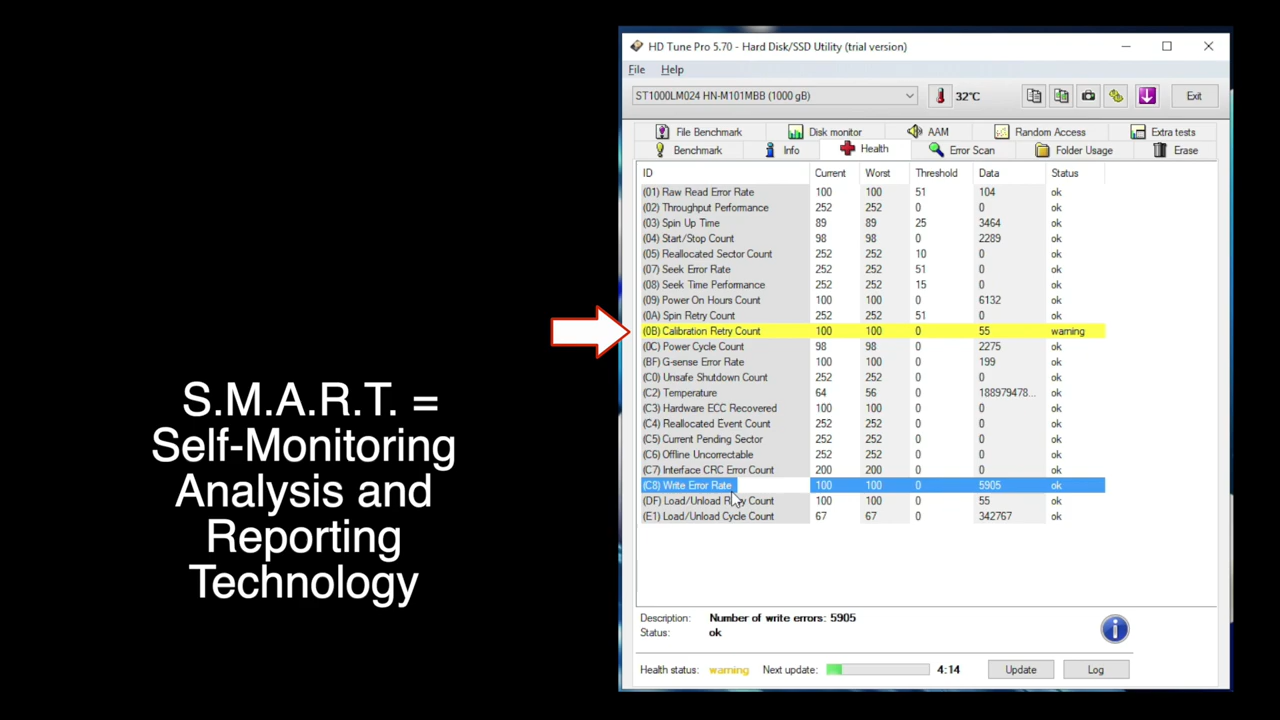 S.M.A.R.T. =
Self-Monitoring
Analysis and
Reporting
Technology
HD Tune Pro 5.70 - Hard Disk/SSD Utility (trial version)
File Help
ST1000LM024 HN-M101MBB (1000 gB) 32°C Exit
File Benchmark Disk monitor AAM Random Access Extra tests
Benchmark Info Health Error Scan Folder Usage Erase
ID Current Worst Threshold Data Status
(01) Raw Read Error Rate 100 100 51 104 ok
(02) Throughput Performance 252 252 0 0 ok
(03) Spin Up Time 89 89 25 3464 ok
(04) Start/Stop Count 98 98 0 2289 ok
(05) Reallocated Sector Count 252 252 10 0 ok
(07) Seek Error Rate 252 252 51 0 ok
(08) Seek Time Performance 252 252 15 0 ok
(09) Power On Hours Count 100 100 0 6132 ok
(0A) Spin Retry Count 252 252 51 0 ok
(0B) Calibration Retry Count 100 100 0 55 warning
(0C) Power Cycle Count 98 98 0 2275 ok
(BF) G-sense Error Rate 100 100 0 199 ok
(C0) Unsafe Shutdown Count 252 252 0 0 ok
(C2) Temperature 64 56 0 188979478... ok
(C3) Hardware ECC Recovered 100 100 0 0 ok
(C4) Reallocated Event Count 252 252 0 0 ok
(C5) Current Pending Sector 252 252 0 0 ok
(C6) Offline Uncorrectable 252 252 0 0 ok
(C7) Interface CRC Error Count 200 200 0 0 ok
(C8) Write Error Rate 100 100 0 5905 ok
(DF) Load/Unload Retry Count 100 100 0 55 ok
(E1) Load/Unload Cycle Count 67 67 0 342767 ok
Description: Number of write errors: 5905
Status: ok
Health status: warning Next update: 4:14 Update Log